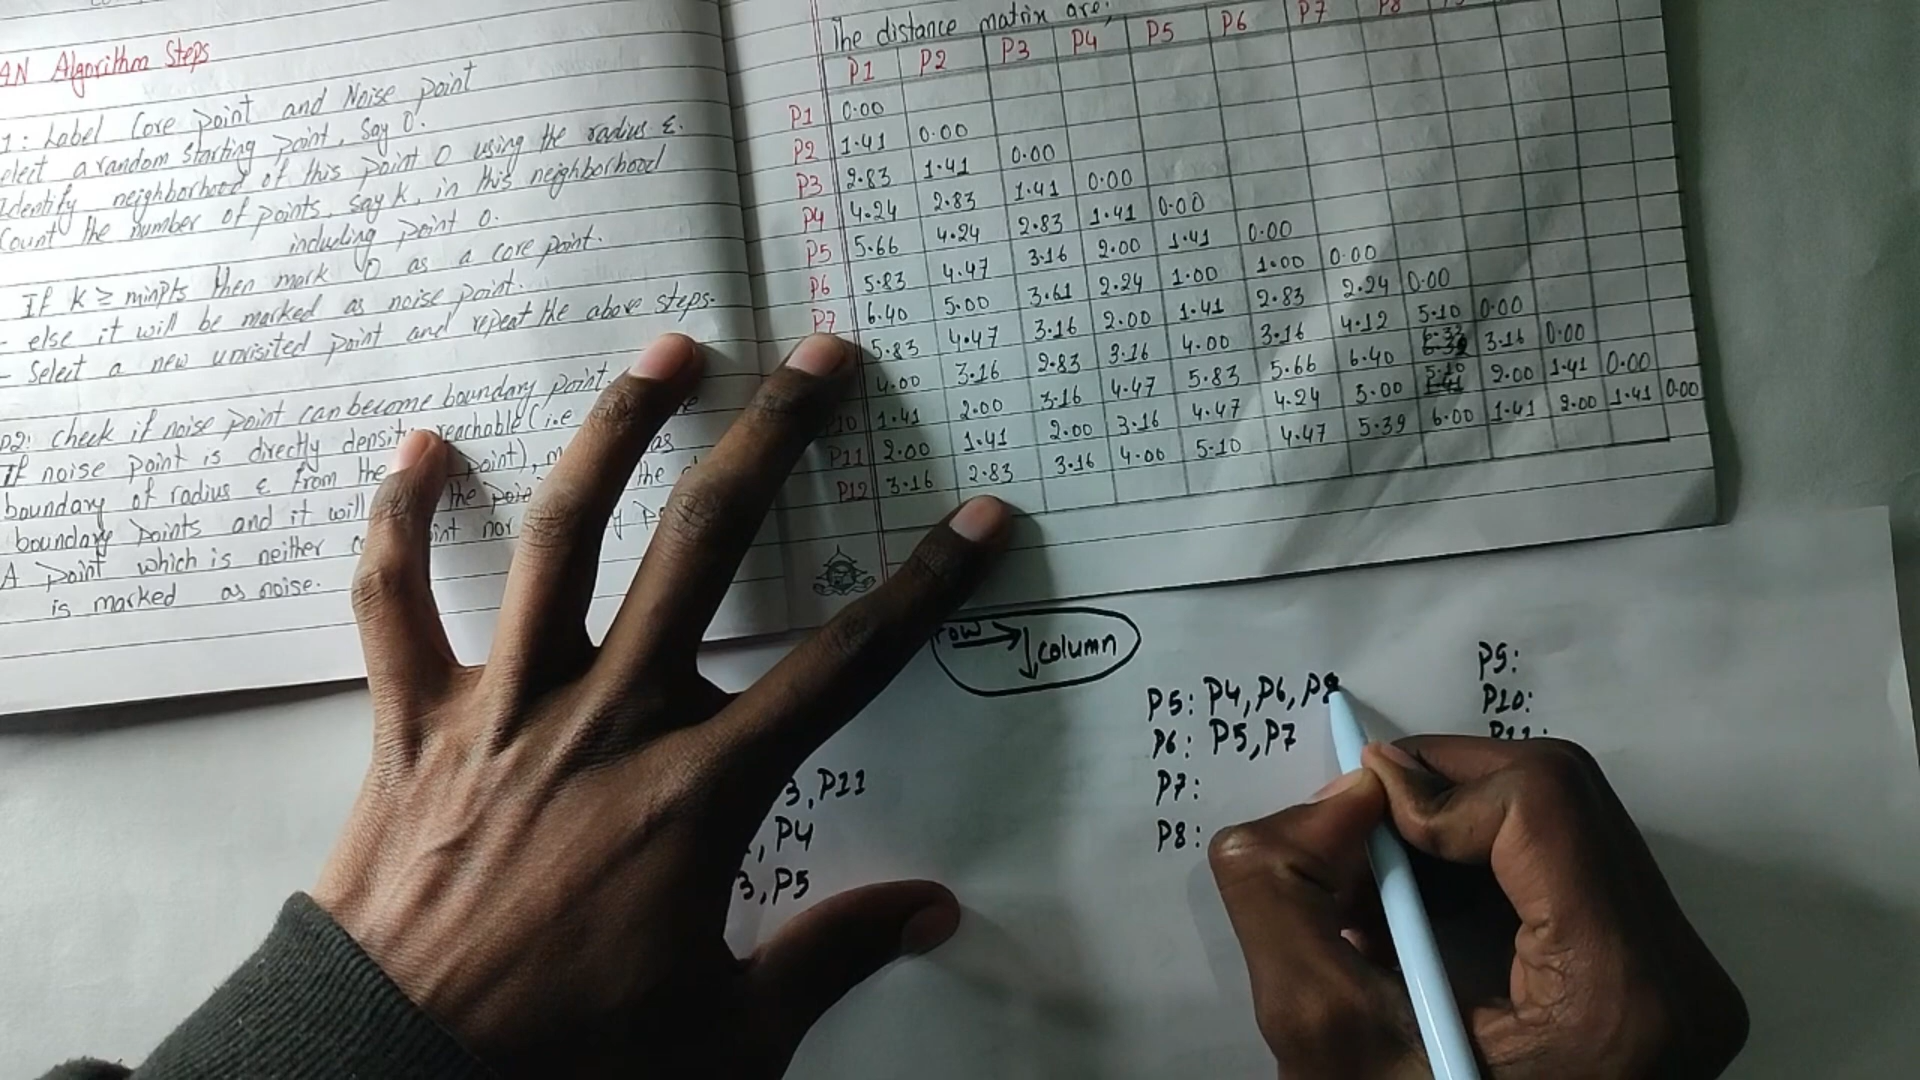 AN Algorithm Steps
1: Label Core point and Noise point
elect a random starting point, say O.
Identify neighborhood of this point O using the radius ε.
Count the number of points, say k, in this neighborhood
including point O.
If k ≥ minpts then mark O as a core point.
- else it will be marked as noise point.
- Select a new unvisited point and repeat the above steps.
p2: check if noise point can become boundary point.
If noise point is directly density reachable (i.e
boundary of radius ε from the point), as
boundary points and it will the the
A point which is neither int nor
is marked as noise.
The distance matrix are;
P1 P2 P3 P4 P5 P6 P7 P8
P1 0.00
P2 1.41 0.00
P3 2.83 1.41 0.00
P4 4.24 2.83 1.41 0.00
P5 5.66 4.24 2.83 1.41 0.00
P6 5.83 4.47 3.16 2.00 1.41 0.00
P7 6.40 5.00 3.61 2.24 1.00 1.00 0.00
5.83 4.47 3.16 2.00 1.41 2.83 2.24 0.00
4.00 3.16 2.83 3.16 4.00 3.16 4.12 5.10 0.00
P10 1.41 2.00 3.16 4.47 5.83 5.66 6.40 3.16 0.00
P11 2.00 1.41 2.00 3.16 4.47 4.24 5.00 5.10 2.00 1.41 0.00
P12 3.16 2.83 3.16 4.00 5.10 4.47 5.39 6.00 1.41 2.00 1.41 0.00
row column
3, P11
, P4
3, P5
P5: P4, P6, P8
P6: P5, P7
P7:
P8:
P9:
P10:
P11: